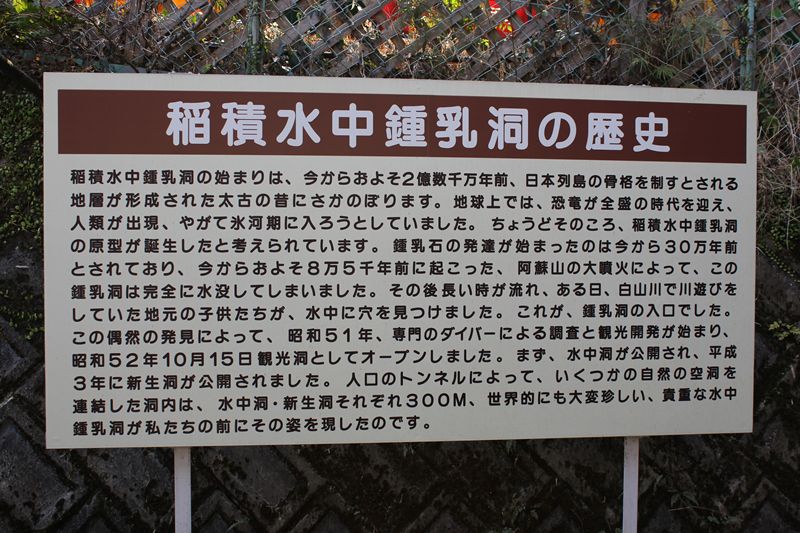 稲積水中鍾乳洞の歴史
稲積水中鍾乳洞の始まりは、今からおよそ2億数千万年前、日本列島の骨格を制すとされる
地層が形成された太古の昔にさかのぼります。地球上では、恐竜が全盛の時代を迎え、
人類が出現、やがて氷河期に入ろうとしていました。ちょうどそのころ、稲積水中鍾乳洞
の原型が誕生したと考えられています。鍾乳石の発達が始まったのは今から30万年前
とされており、今からおよそ8万5千年前に起こった、阿蘇山の大噴火によって、この
鍾乳洞は完全に水没してしまいました。その後長い時が流れ、ある日、白山川で川遊びを
していた地元の子供たちが、水中に穴を見つけました。これが、鍾乳洞の入口でした。
この偶然の発見によって、昭和51年、専門のダイバーによる調査と観光開発が始まり、
昭和52年10月15日観光洞としてオープンしました。まず、水中洞が公開され、平成
3年に新生洞が公開されました。人口のトンネルによって、いくつかの自然の空洞を
連結した洞内は、水中洞・新生洞それぞれ300M、世界的にも大変珍しい、貴重な水中
鍾乳洞が私たちの前にその姿を現したのです。